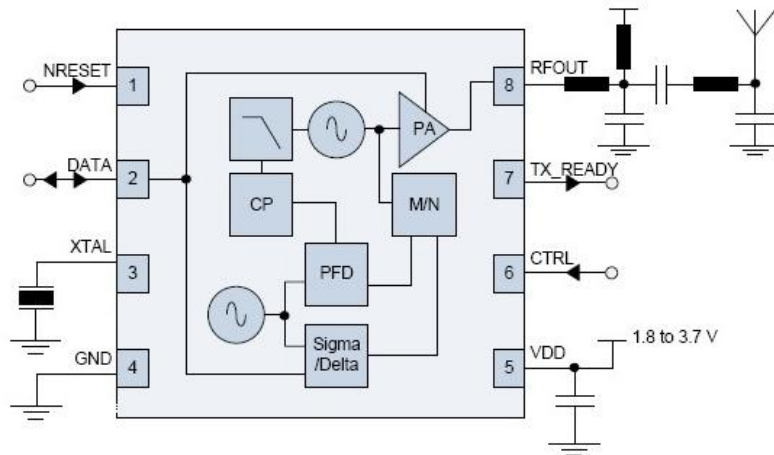 NRESET
1
8
RFOUT
PA
DATA
2
7
TX_READY
CP
M/N
XTAL
3
PFD
6
CTRL
Sigma
/Delta
GND
4
5
VDD
1.8 to 3.7 V